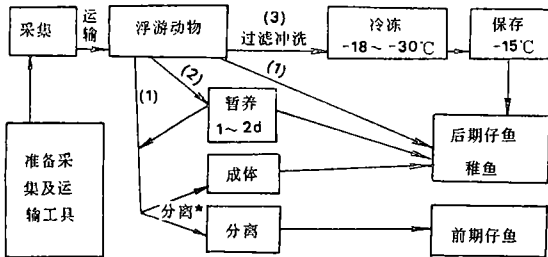 采集
运输
浮游动物
(3)
过滤冲洗
冷冻
-18～-30℃
保存
-15℃
(1)
(2)
(1)
暂养
1～2d
后期仔鱼
稚鱼
准备采
集及运
输工具
成体
分离*
分离
前期仔鱼